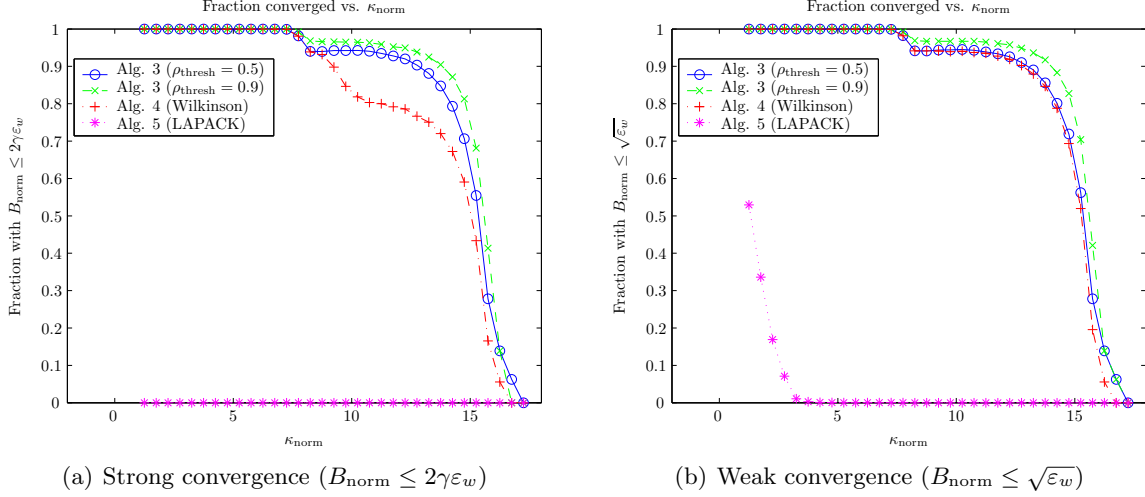 Fraction converged vs. κnorm
Fraction with Bnorm ≤ 2γεw
1
0.9
0.8
0.7
0.6
0.5
0.4
0.3
0.2
0.1
0
Alg. 3 (ρthresh = 0.5)
Alg. 3 (ρthresh = 0.9)
Alg. 4 (Wilkinson)
Alg. 5 (LAPACK)
0 5 10 15
κnorm
(a) Strong convergence (Bnorm ≤ 2γεw)
Fraction converged vs. κnorm
Fraction with Bnorm ≤ √εw
1
0.9
0.8
0.7
0.6
0.5
0.4
0.3
0.2
0.1
0
Alg. 3 (ρthresh = 0.5)
Alg. 3 (ρthresh = 0.9)
Alg. 4 (Wilkinson)
Alg. 5 (LAPACK)
0 5 10 15
κnorm
(b) Weak convergence (Bnorm ≤ √εw)